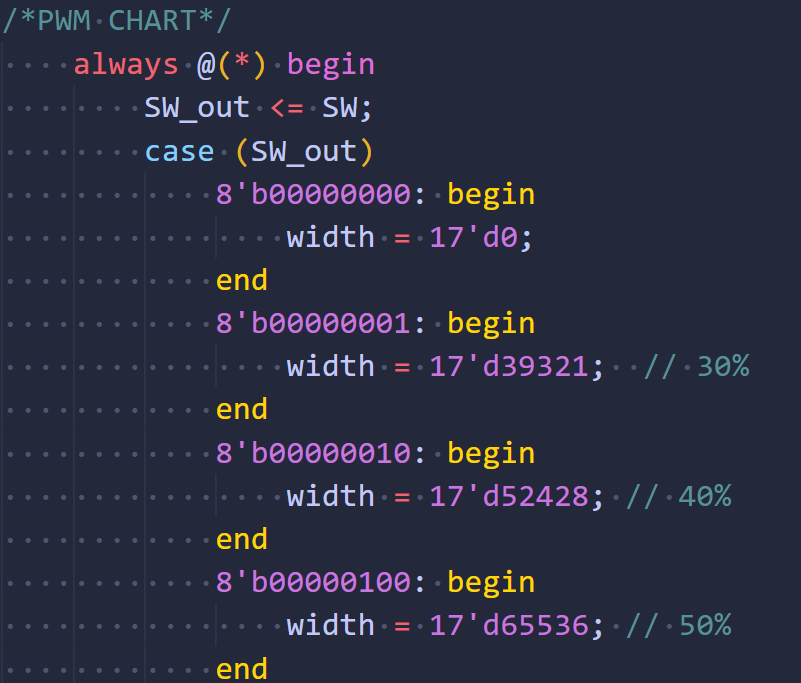 /*PWM CHART*/
always @(*) begin
SW_out <= SW;
case (SW_out)
8'b00000000: begin
width = 17'd0;
end
8'b00000001: begin
width = 17'd39321; // 30%
end
8'b00000010: begin
width = 17'd52428; // 40%
end
8'b00000100: begin
width = 17'd65536; // 50%
end